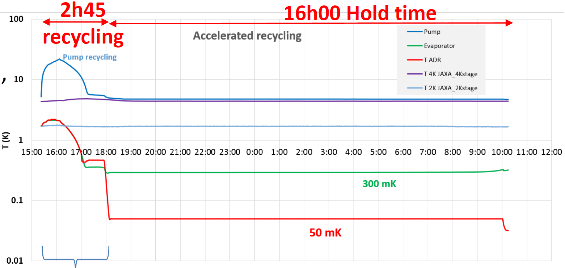 2h45
recycling
16h00 Hold time
Accelerated recycling
Pump recycling
Pump
Evaporator
T ADR
T 4K JAXA_4Kstage
T 2K JAXA_2Kstage
100
10
1
0.1
0.01
T (K)
15:00 16:00 17:00 18:00 19:00 20:00 21:00 22:00 23:00 0:00 1:00 2:00 3:00 4:00 5:00 6:00 7:00 8:00 9:00 10:00 11:00 12:00
300 mK
50 mK